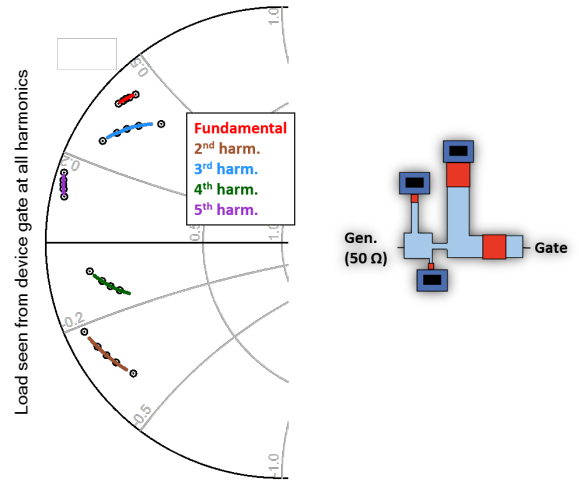 Load seen from device gate at all harmonics
1.0
0.5
0.2
Fundamental
2nd harm.
3rd harm.
4th harm.
5th harm.
0.5
1.0
-0.2
-0.5
-1.0
Gen.
(50 Ω)
Gate